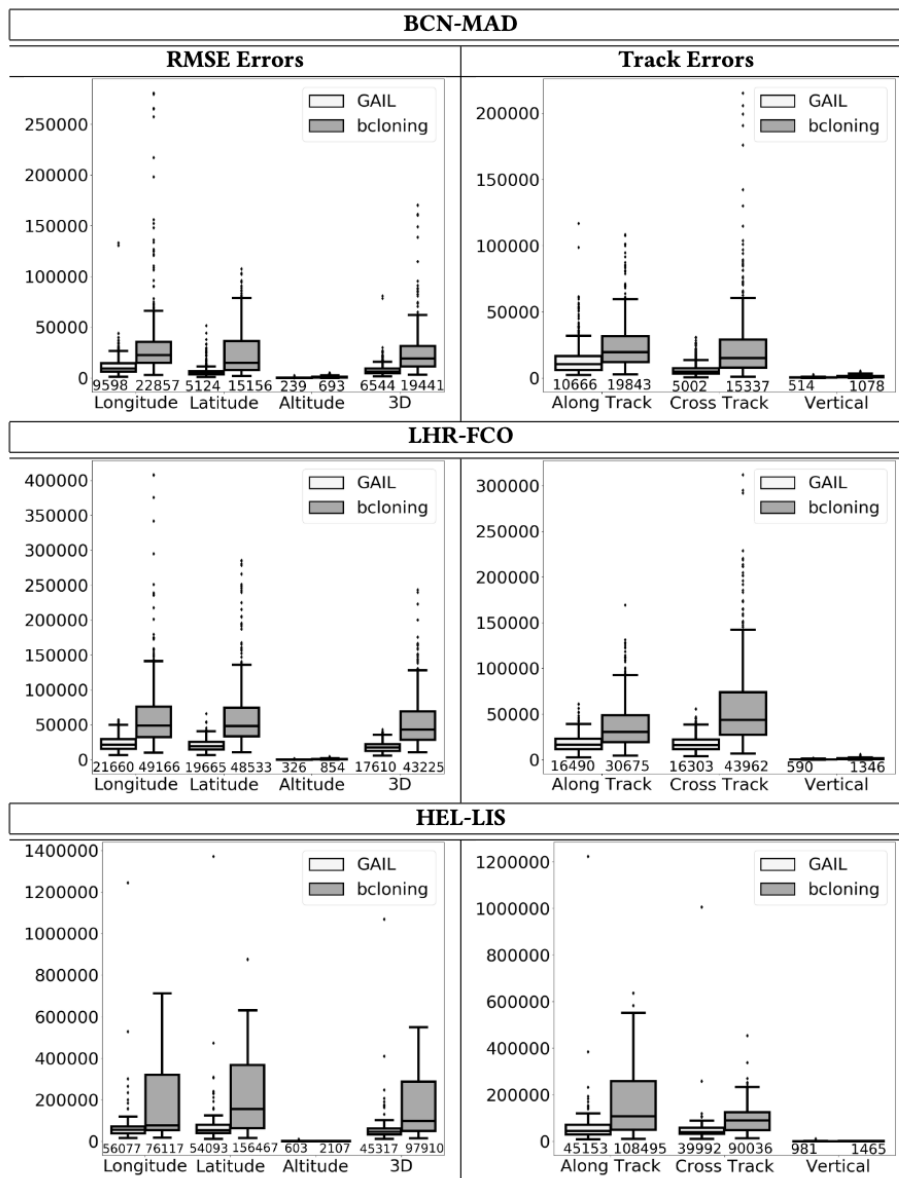 BCN-MAD
RMSE Errors
Track Errors
GAIL
bcloning
250000
200000
150000
100000
50000
0
9598 22857 5124 15156 239 693 6544 19441
Longitude Latitude Altitude 3D
GAIL
bcloning
200000
150000
100000
50000
0
10666 19843 5002 15337 514 1078
Along Track Cross Track Vertical
LHR-FCO
GAIL
bcloning
400000
350000
300000
250000
200000
150000
100000
50000
0
21660 49166 19665 48533 326 854 17610 43225
Longitude Latitude Altitude 3D
GAIL
bcloning
300000
250000
200000
150000
100000
50000
0
16490 30675 16303 43962 590 1346
Along Track Cross Track Vertical
HEL-LIS
GAIL
bcloning
1400000
1200000
1000000
800000
600000
400000
200000
0
56077 76117 54093 156467 603 2107 45317 97910
Longitude Latitude Altitude 3D
GAIL
bcloning
1200000
1000000
800000
600000
400000
200000
0
45153 108495 39992 90036 981 1465
Along Track Cross Track Vertical